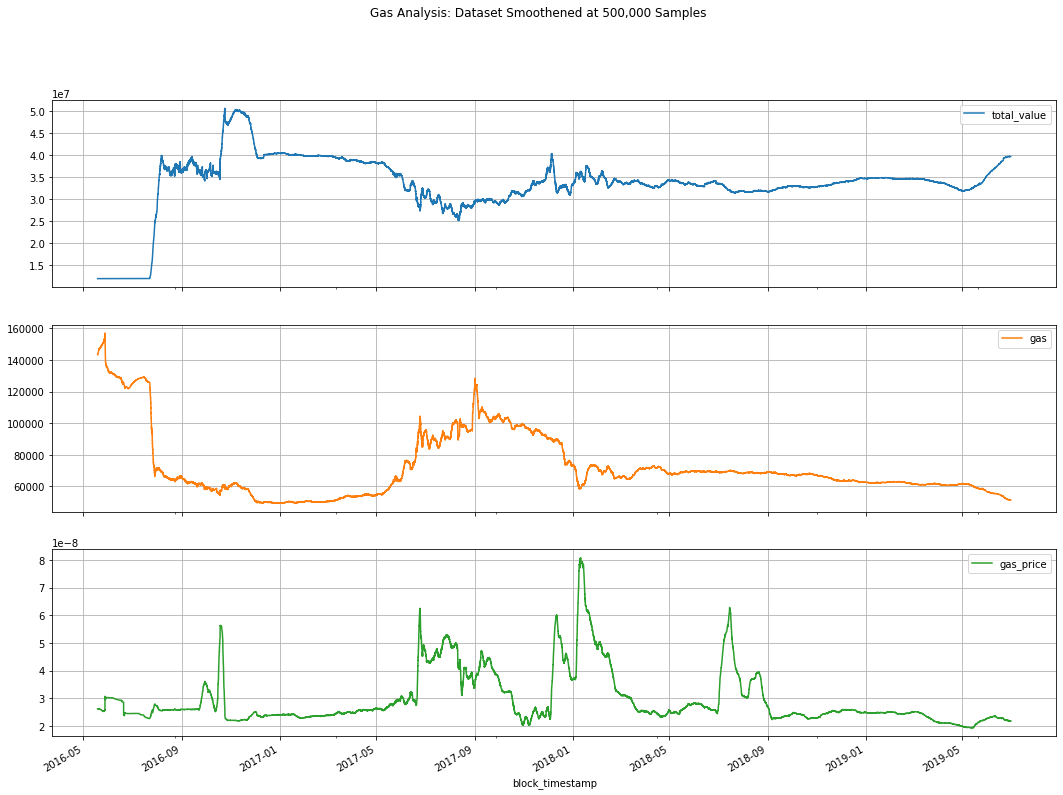 Gas Analysis: Dataset Smoothened at 500,000 Samples
1e7
total_value
5.0
4.5
4.0
3.5
3.0
2.5
2.0
1.5
160000
gas
140000
120000
100000
80000
60000
1e−8
gas_price
8
7
6
5
4
3
2
2016-05 2016-09 2017-01 2017-05 2017-09 2018-01 2018-05 2018-09 2019-01 2019-05
block_timestamp